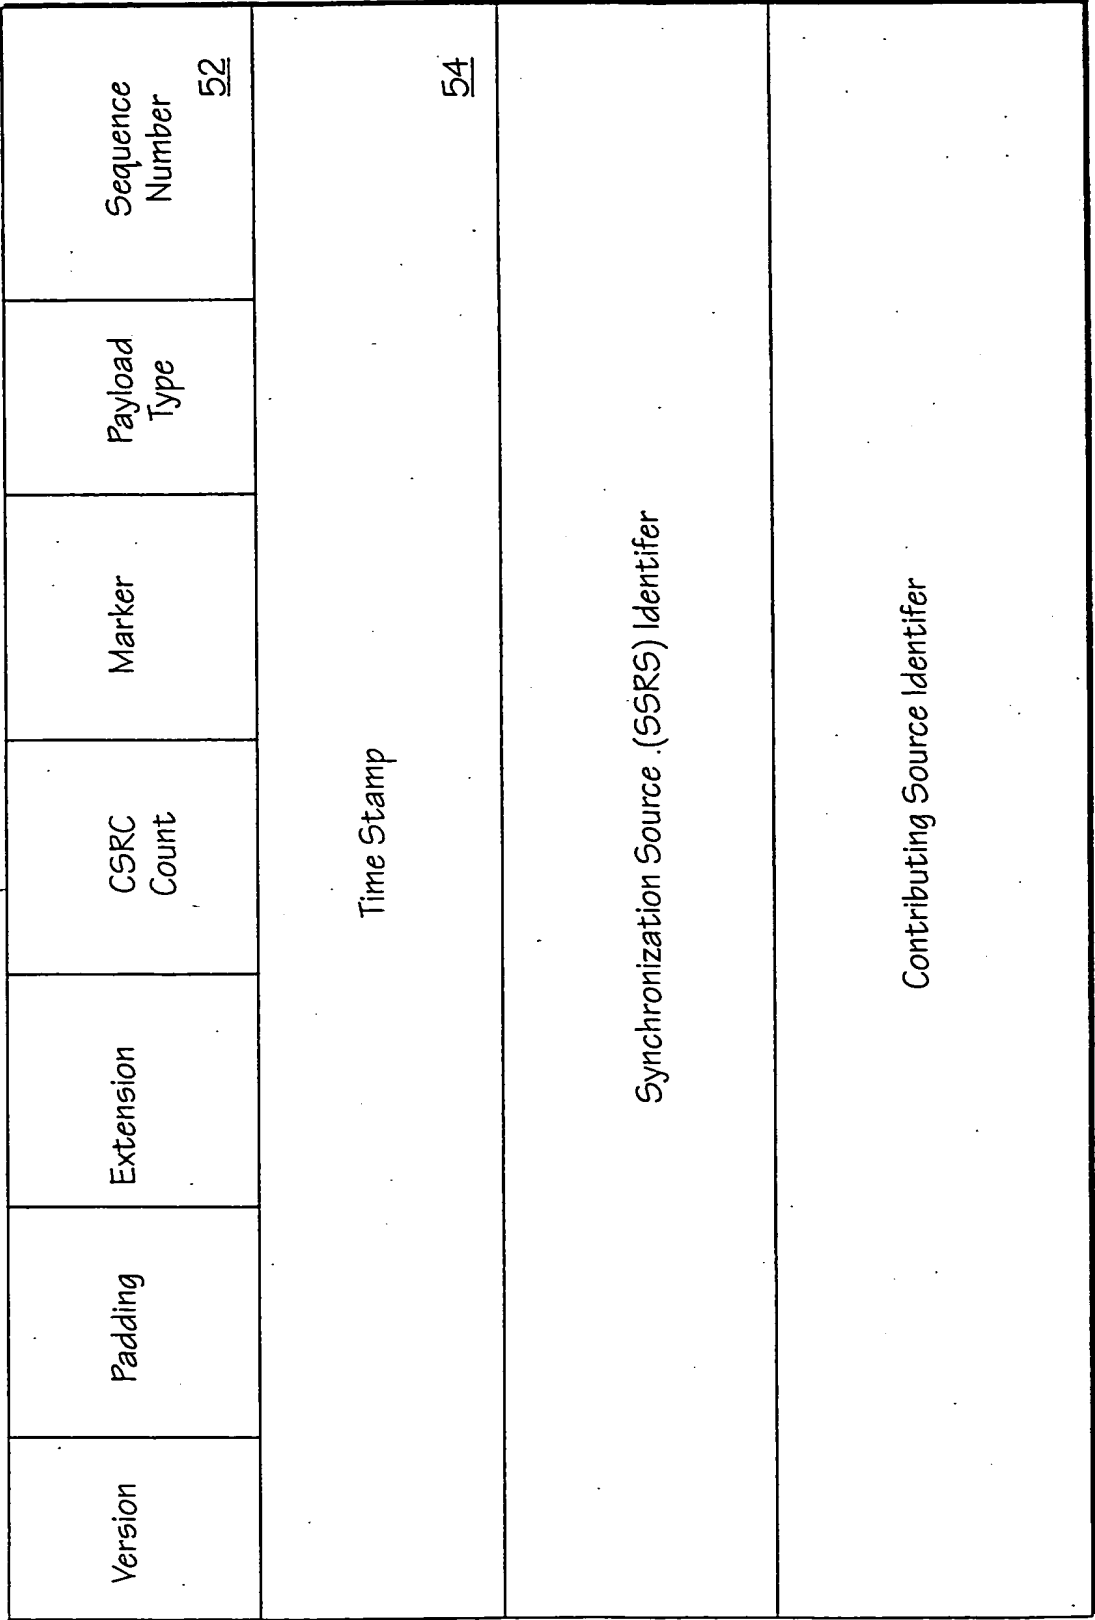 Version
Padding
Extension
CSRC
Count
Marker
Payload
Type
Sequence
Number
52
Time Stamp
54
Synchronization Source (SSRS) Identifer
Contributing Source Identifer